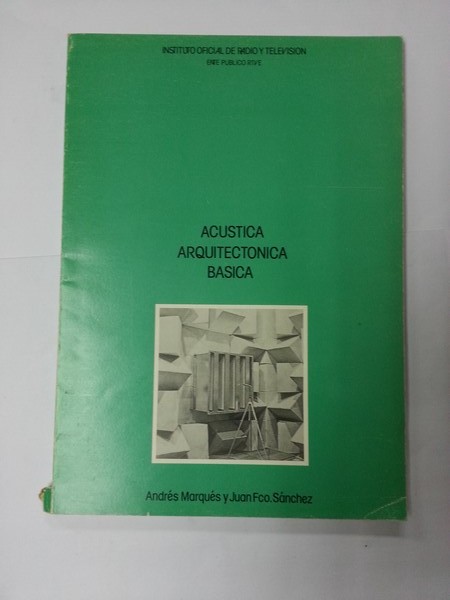 INSTITUTO OFICIAL DE RADIO Y TELEVISION
ENTE PUBLICO RTVE
ACUSTICA
ARQUITECTONICA
BASICA
Andrés Marqués y Juan Fco. Sánchez